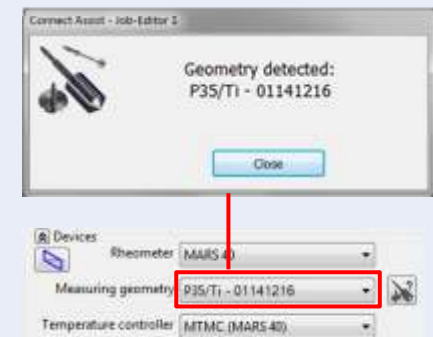 Connect Assist - Job-Editor 1
Geometry detected:
P35/Ti - 01141216
Close
Devices
Rheometer MARS 40
Measuring geometry P35/Ti - 01141216
Temperature controller MTMC (MARS 40)